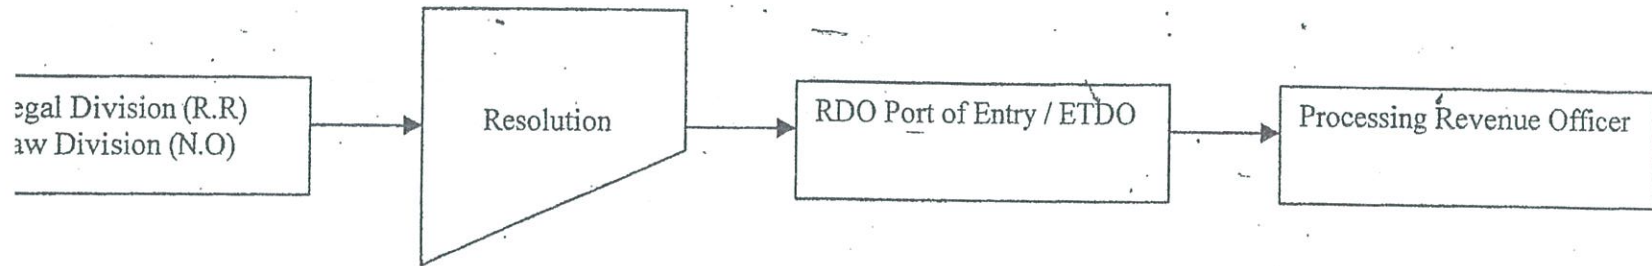 egal Division (R.R)
aw Division (N.O)
Resolution
RDO Port of Entry / ETDO
Processing Revenue Officer